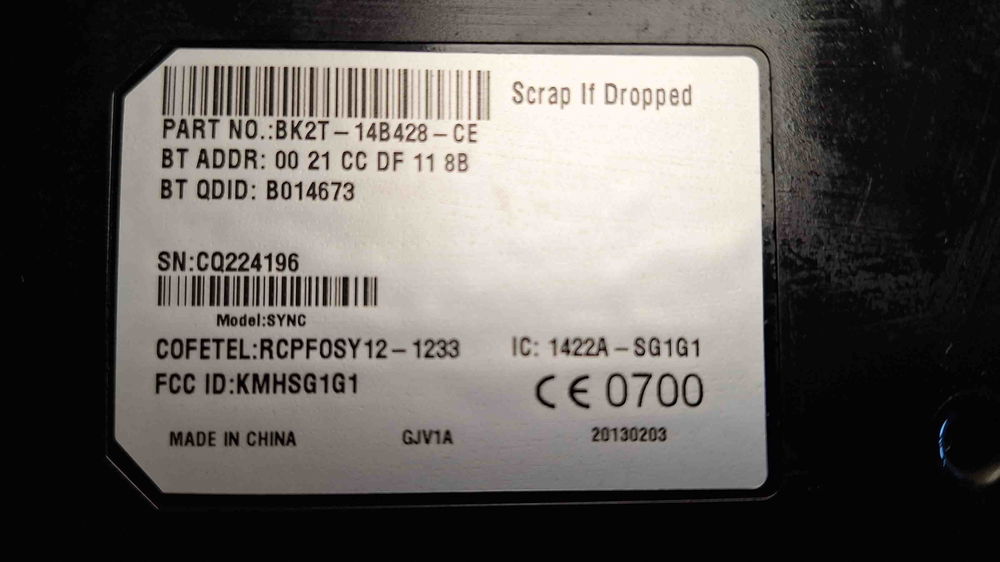 Scrap If Dropped
PART NO.:BK2T-14B428-CE
BT ADDR: 00 21 CC DF 11 8B
BT QDID: B014673
SN:CQ224196
Model:SYNC
COFETEL:RCPFOSY12-1233 IC: 1422A-SG1G1
FCC ID:KMHSG1G1 CE 0700
MADE IN CHINA GJV1A 20130203